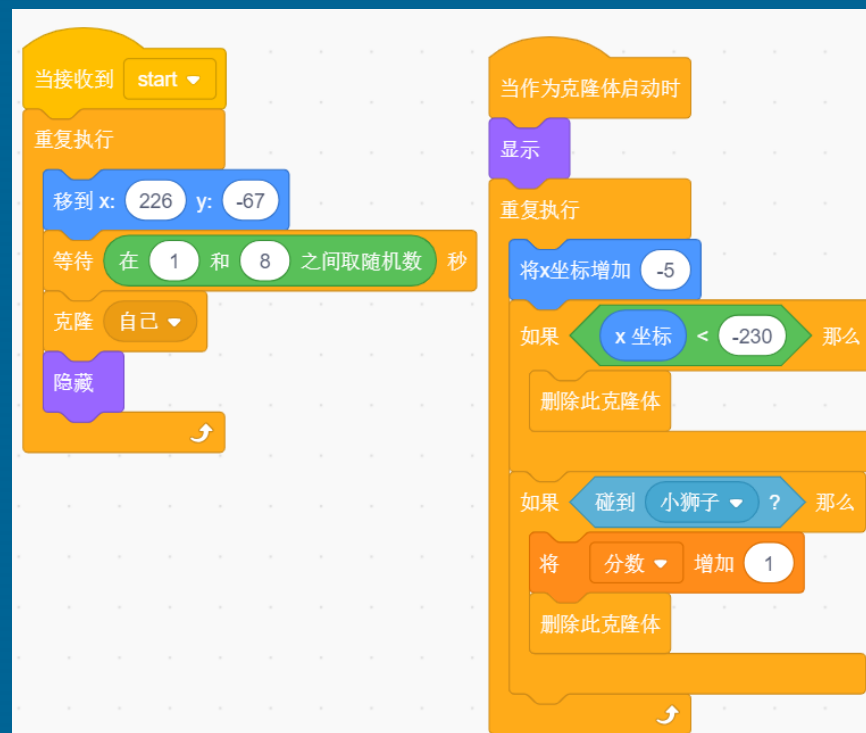 当接收到 start
重复执行
移到 x: 226 y: -67
等待 在 1 和 8 之间取随机数 秒
克隆 自己
隐藏
当作为克隆体启动时
显示
重复执行
将x坐标增加 -5
如果 x 坐标 < -230 那么
删除此克隆体
如果 碰到 小狮子 ? 那么
将 分数 增加 1
删除此克隆体